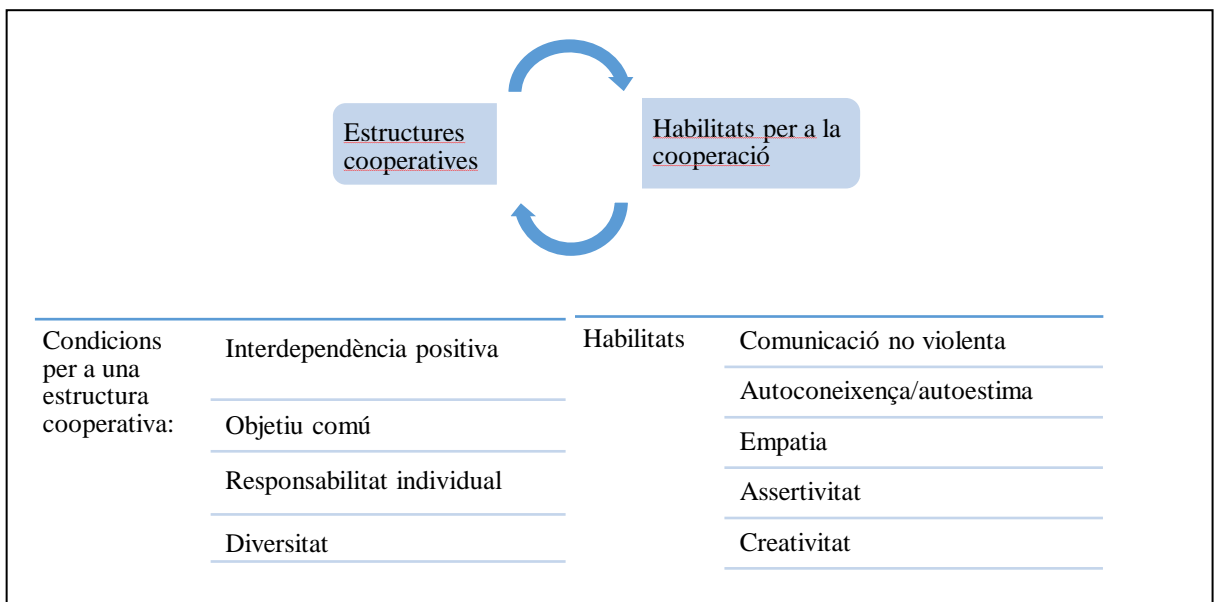 Estructures
cooperatives
Habilitats per a la
cooperació
Condicions
per a una
estructura
cooperativa:
Interdependència positiva
Objetiu comú
Responsabilitat individual
Diversitat
Habilitats
Comunicació no violenta
Autoconeixença/autoestima
Empatia
Assertivitat
Creativitat